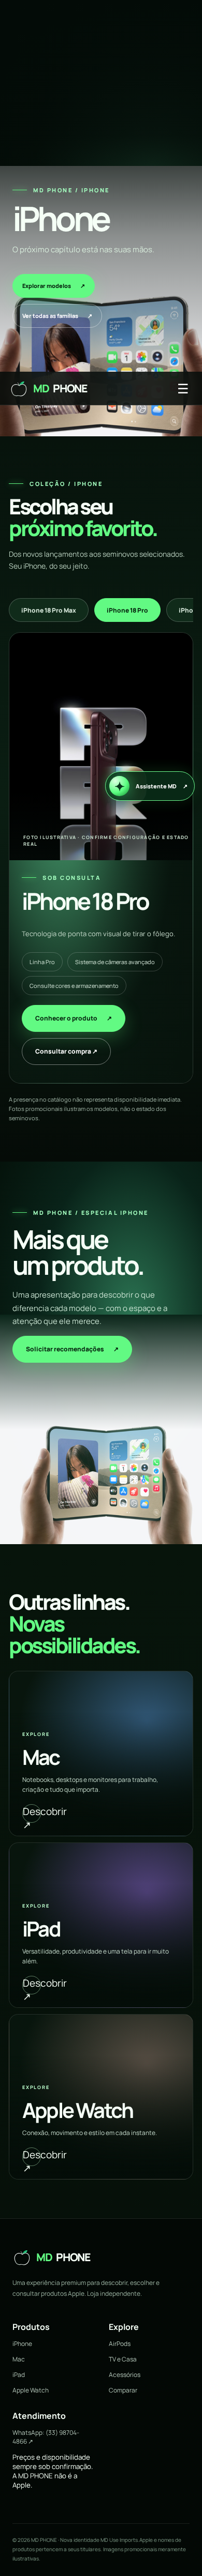 MD PHONE / IPHONE
iPhone
O próximo capítulo está nas suas mãos.
Explorar modelos ↗
Ver todas as famílias ↗
MD PHONE
COLEÇÃO / IPHONE
Escolha seu
próximo favorito.
Dos novos lançamentos aos seminovos selecionados.
Seu iPhone, do seu jeito.
iPhone 18 Pro Max
iPhone 18 Pro
iPho
Assistente MD ↗
FOTO ILUSTRATIVA · CONFIRME CONFIGURAÇÃO E ESTADO
REAL
SOB CONSULTA
iPhone 18 Pro
Tecnologia de ponta com visual de tirar o fôlego.
Linha Pro
Sistema de câmeras avançado
Consulte cores e armazenamento
Conhecer o produto ↗
Consultar compra ↗
A presença no catálogo não representa disponibilidade imediata.
Fotos promocionais ilustram os modelos, não o estado dos
seminovos.
MD PHONE / ESPECIAL IPHONE
Mais que
um produto.
Uma apresentação para descobrir o que
diferencia cada modelo — com o espaço e a
atenção que ele merece.
Solicitar recomendações ↗
Outras linhas.
Novas
possibilidades.
EXPLORE
Mac
Notebooks, desktops e monitores para trabalho,
criação e tudo que importa.
Descobrir
↗
EXPLORE
iPad
Versatilidade, produtividade e uma tela para ir muito
além.
Descobrir
↗
EXPLORE
Apple Watch
Conexão, movimento e estilo em cada instante.
Descobrir
↗
MD PHONE
Uma experiência premium para descobrir, escolher e
consultar produtos Apple. Loja independente.
Produtos
iPhone
Mac
iPad
Apple Watch
Explore
AirPods
TV e Casa
Acessórios
Comparar
Atendimento
WhatsApp: (33) 98704-
4866 ↗
Preços e disponibilidade
sempre sob confirmação.
A MD PHONE não é a
Apple.
© 2026 MD PHONE · Nova identidade MD Use Imports. Apple e nomes de
produtos pertencem a seus titulares. Imagens promocionais meramente
ilustrativas.